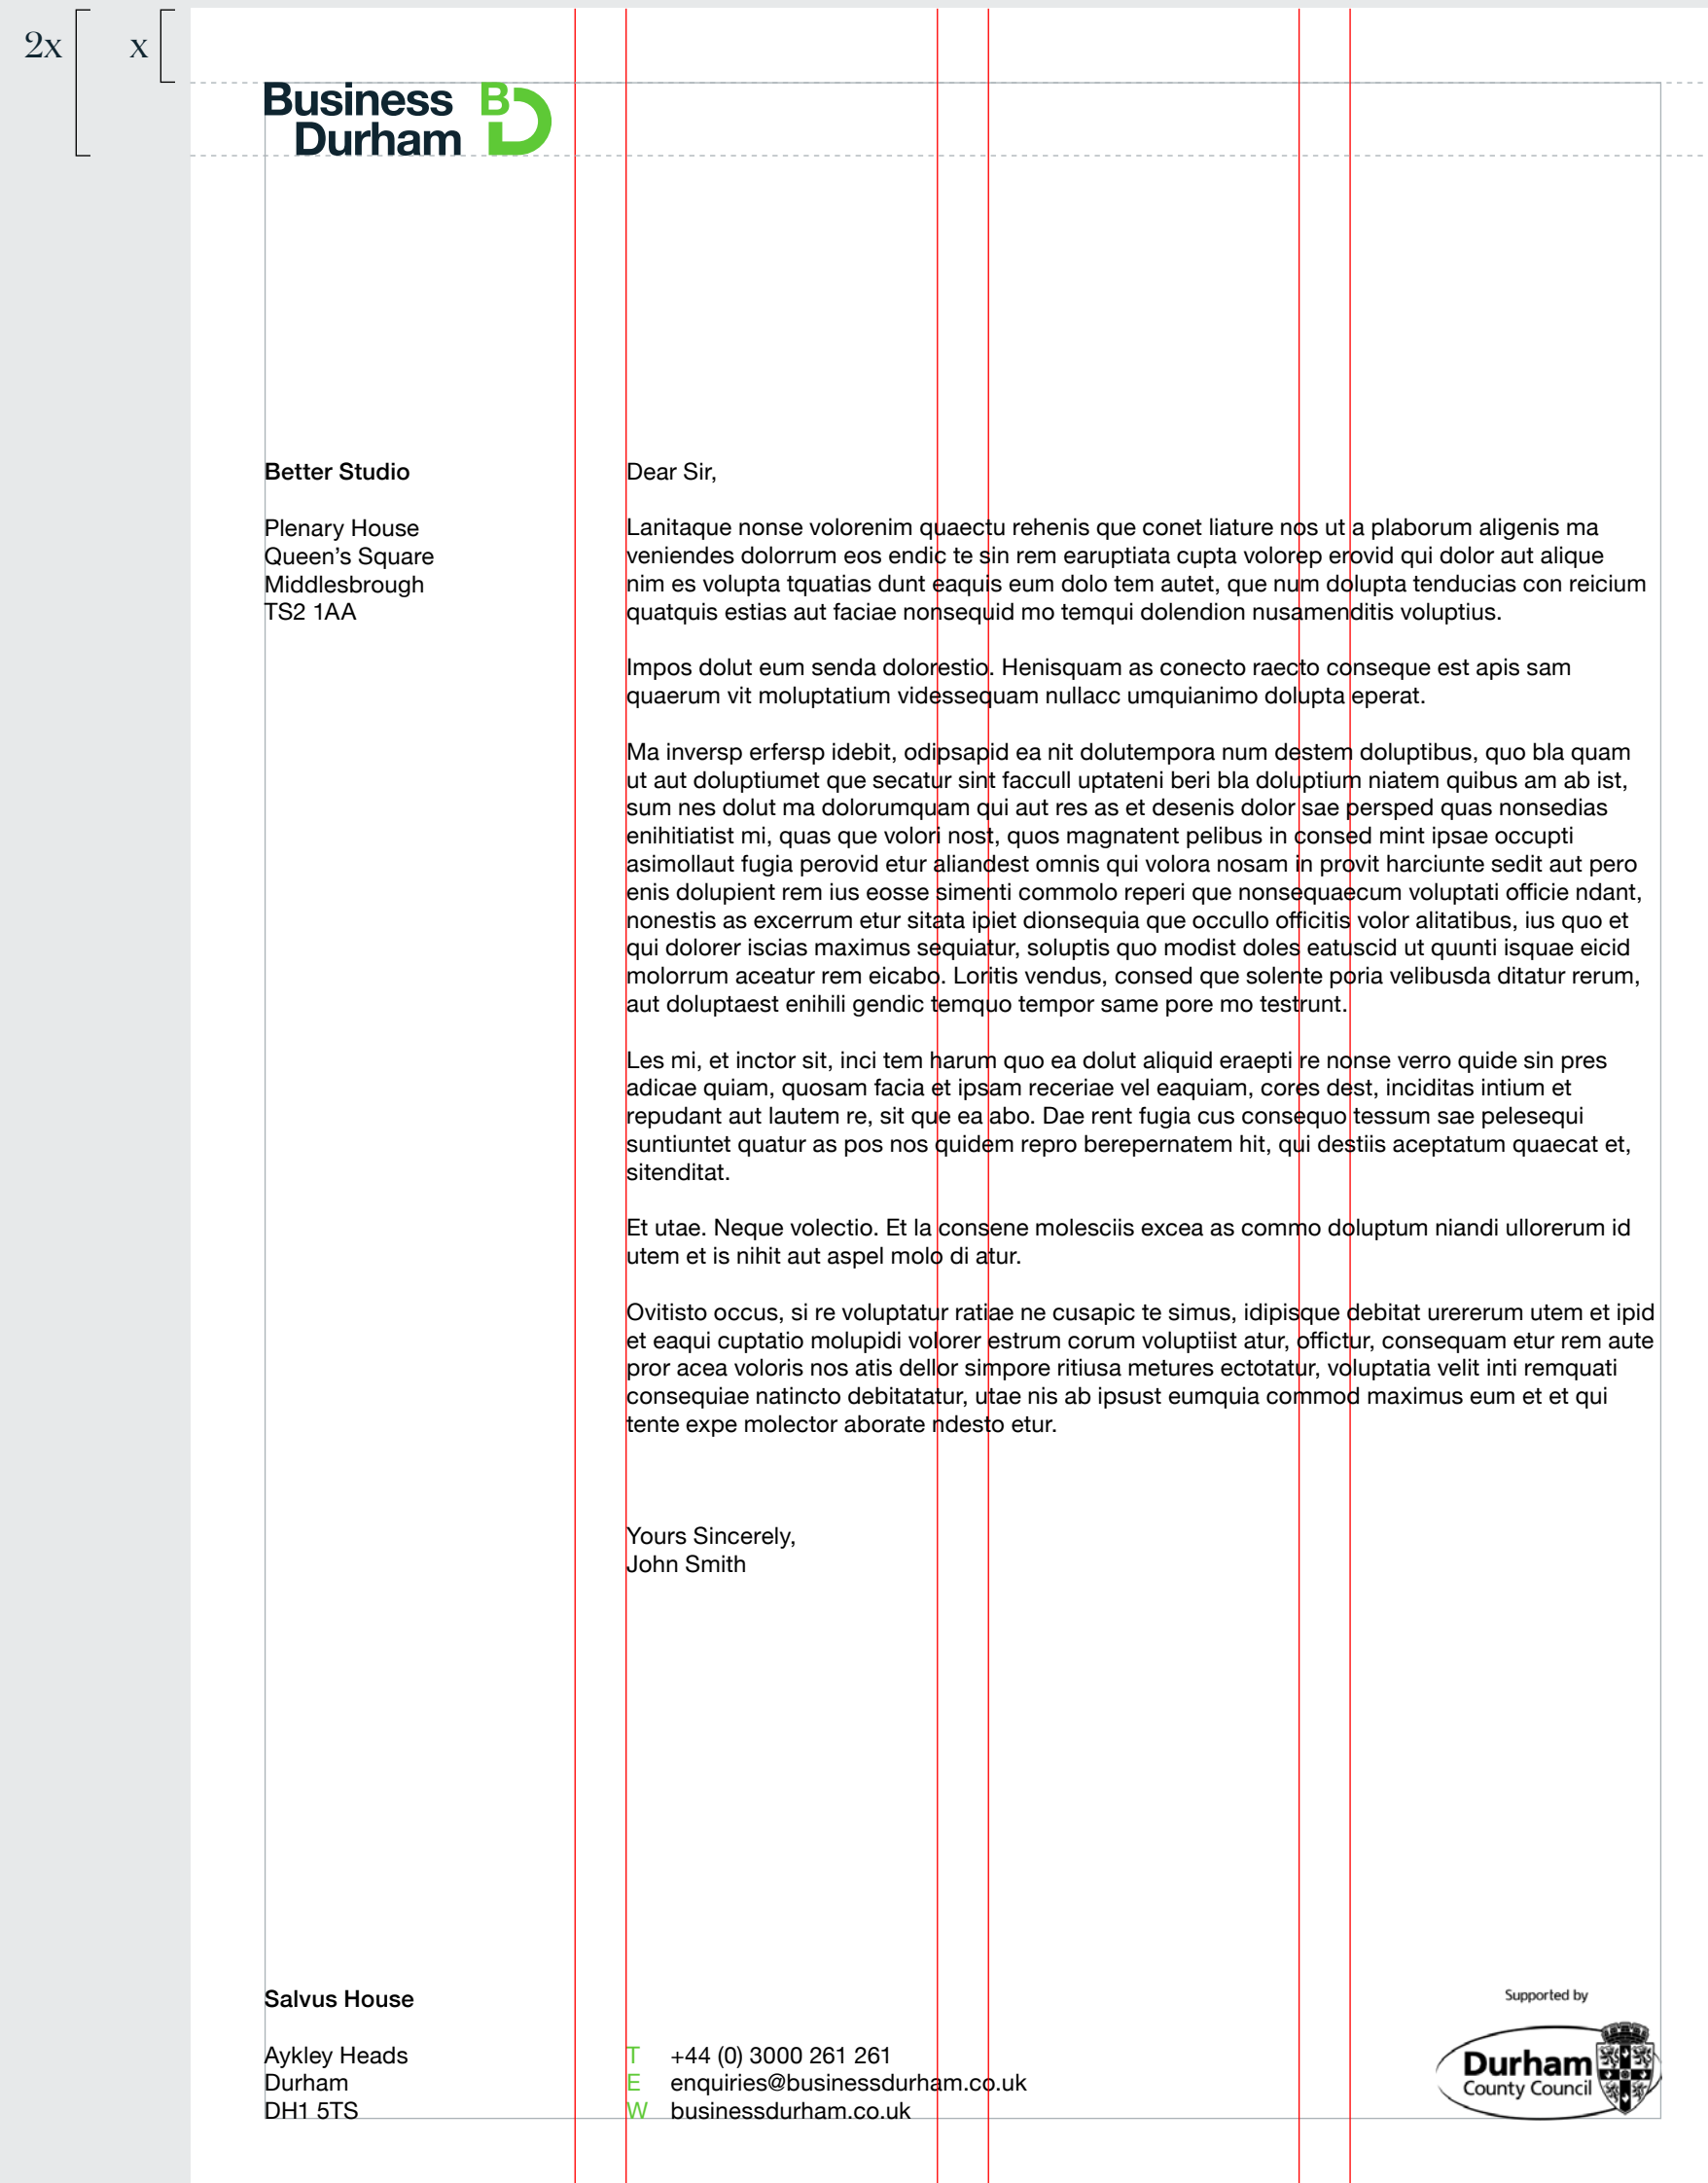 2x
x
Business
Durham
BD
Better Studio
Plenary House
Queen’s Square
Middlesbrough
TS2 1AA
Dear Sir,
Lanitaque nonse volorenim quaectu rehenis que conet liature nos ut a plaborum aligenis ma
veniendes dolorrum eos endic te sin rem earuptiata cupta volorep erovid qui dolor aut alique
nim es volupta tquatias dunt eaquis eum dolo tem autet, que num dolupta tenducias con reicium
quatquis estias aut faciae nonsequid mo temqui dolendion nusamenditis voluptius.
Impos dolut eum senda dolorestio. Henisquam as conecto raecto conseque est apis sam
quaerum vit moluptatium videssequam nullacc umquianimo dolupta eperat.
Ma inversp erfersp idebit, odipsapid ea nit dolutempora num destem doluptibus, quo bla quam
ut aut doluptiumet que secatur sint faccull uptateni beri bla doluptium niatem quibus am ab ist,
sum nes dolut ma dolorumquam qui aut res as et desenis dolor sae persped quas nonsedias
enihitiatist mi, quas que volori nost, quos magnatent pelibus in consed mint ipsae occupti
asimollaut fugia perovid etur aliandest omnis qui volora nosam in provit harciunte sedit aut pero
enis dolupient rem ius eosse simenti commolo reperi que nonsequaecum voluptati officie ndant,
nonestis as excerrum etur sitata ipiet dionsequia que occullo officitis volor alitatibus, ius quo et
qui dolorer iscias maximus sequiatur, soluptis quo modist doles eatuscid ut quunti isquae eicid
molorrum aceatur rem eicabo. Loritis vendus, consed que solente poria velibusda ditatur rerum,
aut doluptaest enihili gendic temquo tempor same pore mo testrunt.
Les mi, et inctor sit, inci tem harum quo ea dolut aliquid eraepti re nonse verro quide sin pres
adicae quiam, quosam facia et ipsam receriae vel eaquiam, cores dest, inciditas intium et
repudant aut lautem re, sit que ea abo. Dae rent fugia cus consequo tessum sae pelesequi
suntiuntet quatur as pos nos quidem repro berepernatem hit, qui destiis aceptatum quaecat et,
sitenditat.
Et utae. Neque volectio. Et la consene molesciis excea as commo doluptum niandi ullorerum id
utem et is nihit aut aspel molo di atur.
Ovitisto occus, si re voluptatur ratiae ne cusapic te simus, idipisque debitat urererum utem et ipid
et eaqui cuptatio molupidi volorer estrum corum voluptiist atur, offictur, consequam etur rem aute
pror acea voloris nos atis dellor simpore ritiusa metures ectotatur, voluptatia velit inti remquati
consequiae natincto debitatatur, utae nis ab ipsust eumquia commod maximus eum et et qui
tente expe molector aborate ndesto etur.
Yours Sincerely,
John Smith
Salvus House
Aykley Heads
Durham
DH1 5TS
T +44 (0) 3000 261 261
E enquiries@businessdurham.co.uk
W businessdurham.co.uk
Supported by
Durham
County Council